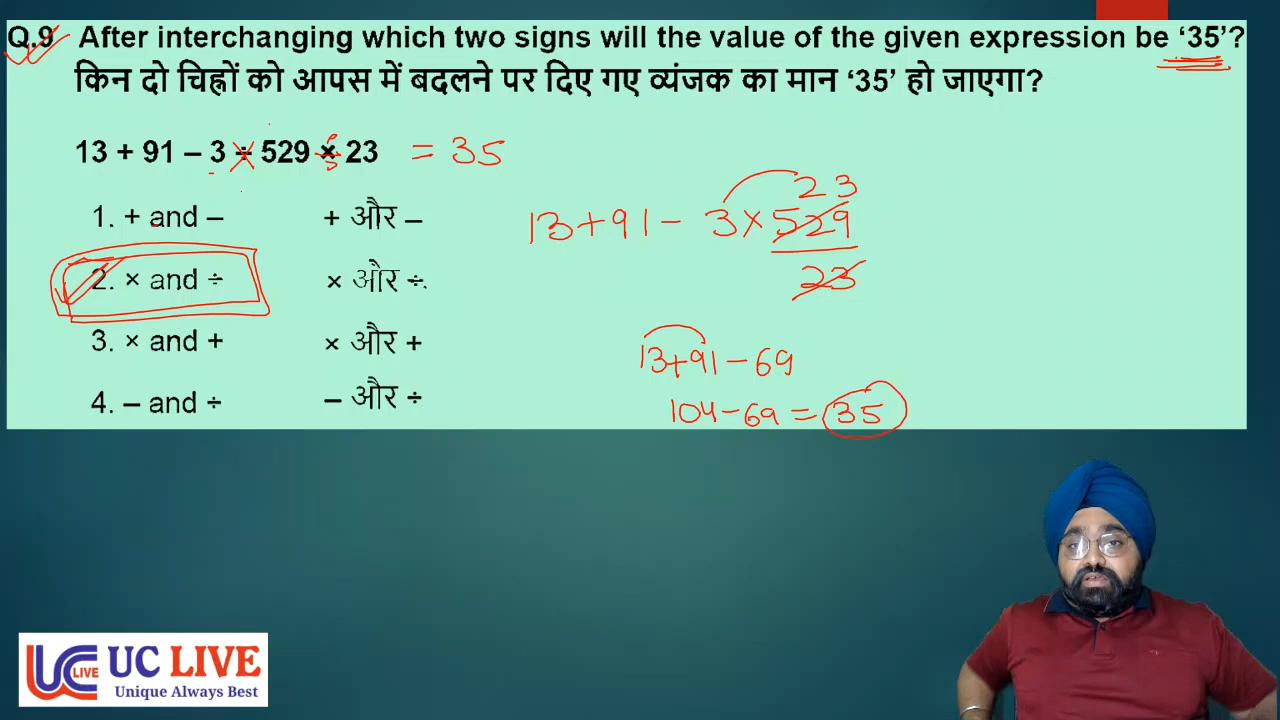 Q.9 After interchanging which two signs will the value of the given expression be ‘35’?
किन दो चिह्नों को आपस में बदलने पर दिए गए व्यंजक का मान ‘35’ हो जाएगा?
13 + 91 – 3 ÷ 529 × 23 = 35
1. + and – + और –
2. × and ÷ × और ÷
3. × and + × और +
4. – and ÷ – और ÷
23
13+91- 3×529
23
13+91-69
104-69=35
UC LIVE
LIVE
Unique Always Best